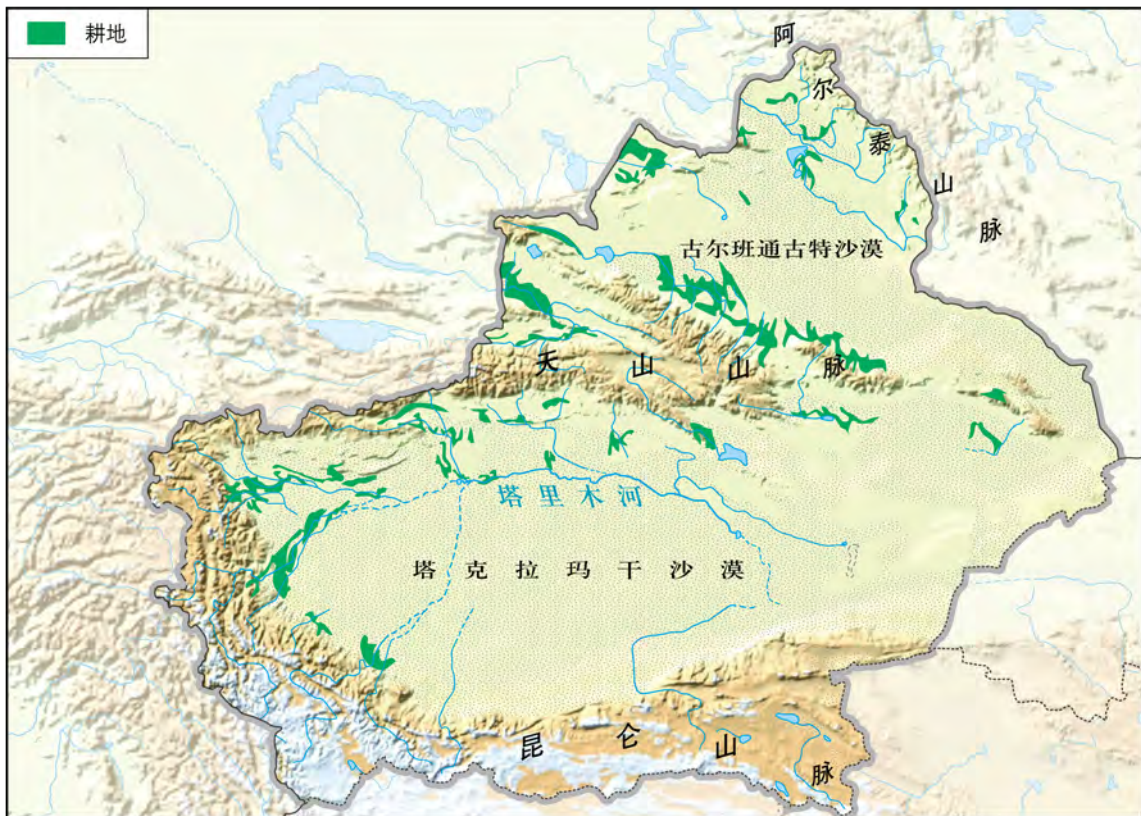 耕地
阿尔泰山脉
古尔班通古特沙漠
天山山脉
塔里木河
塔克拉玛干沙漠
昆仑山脉